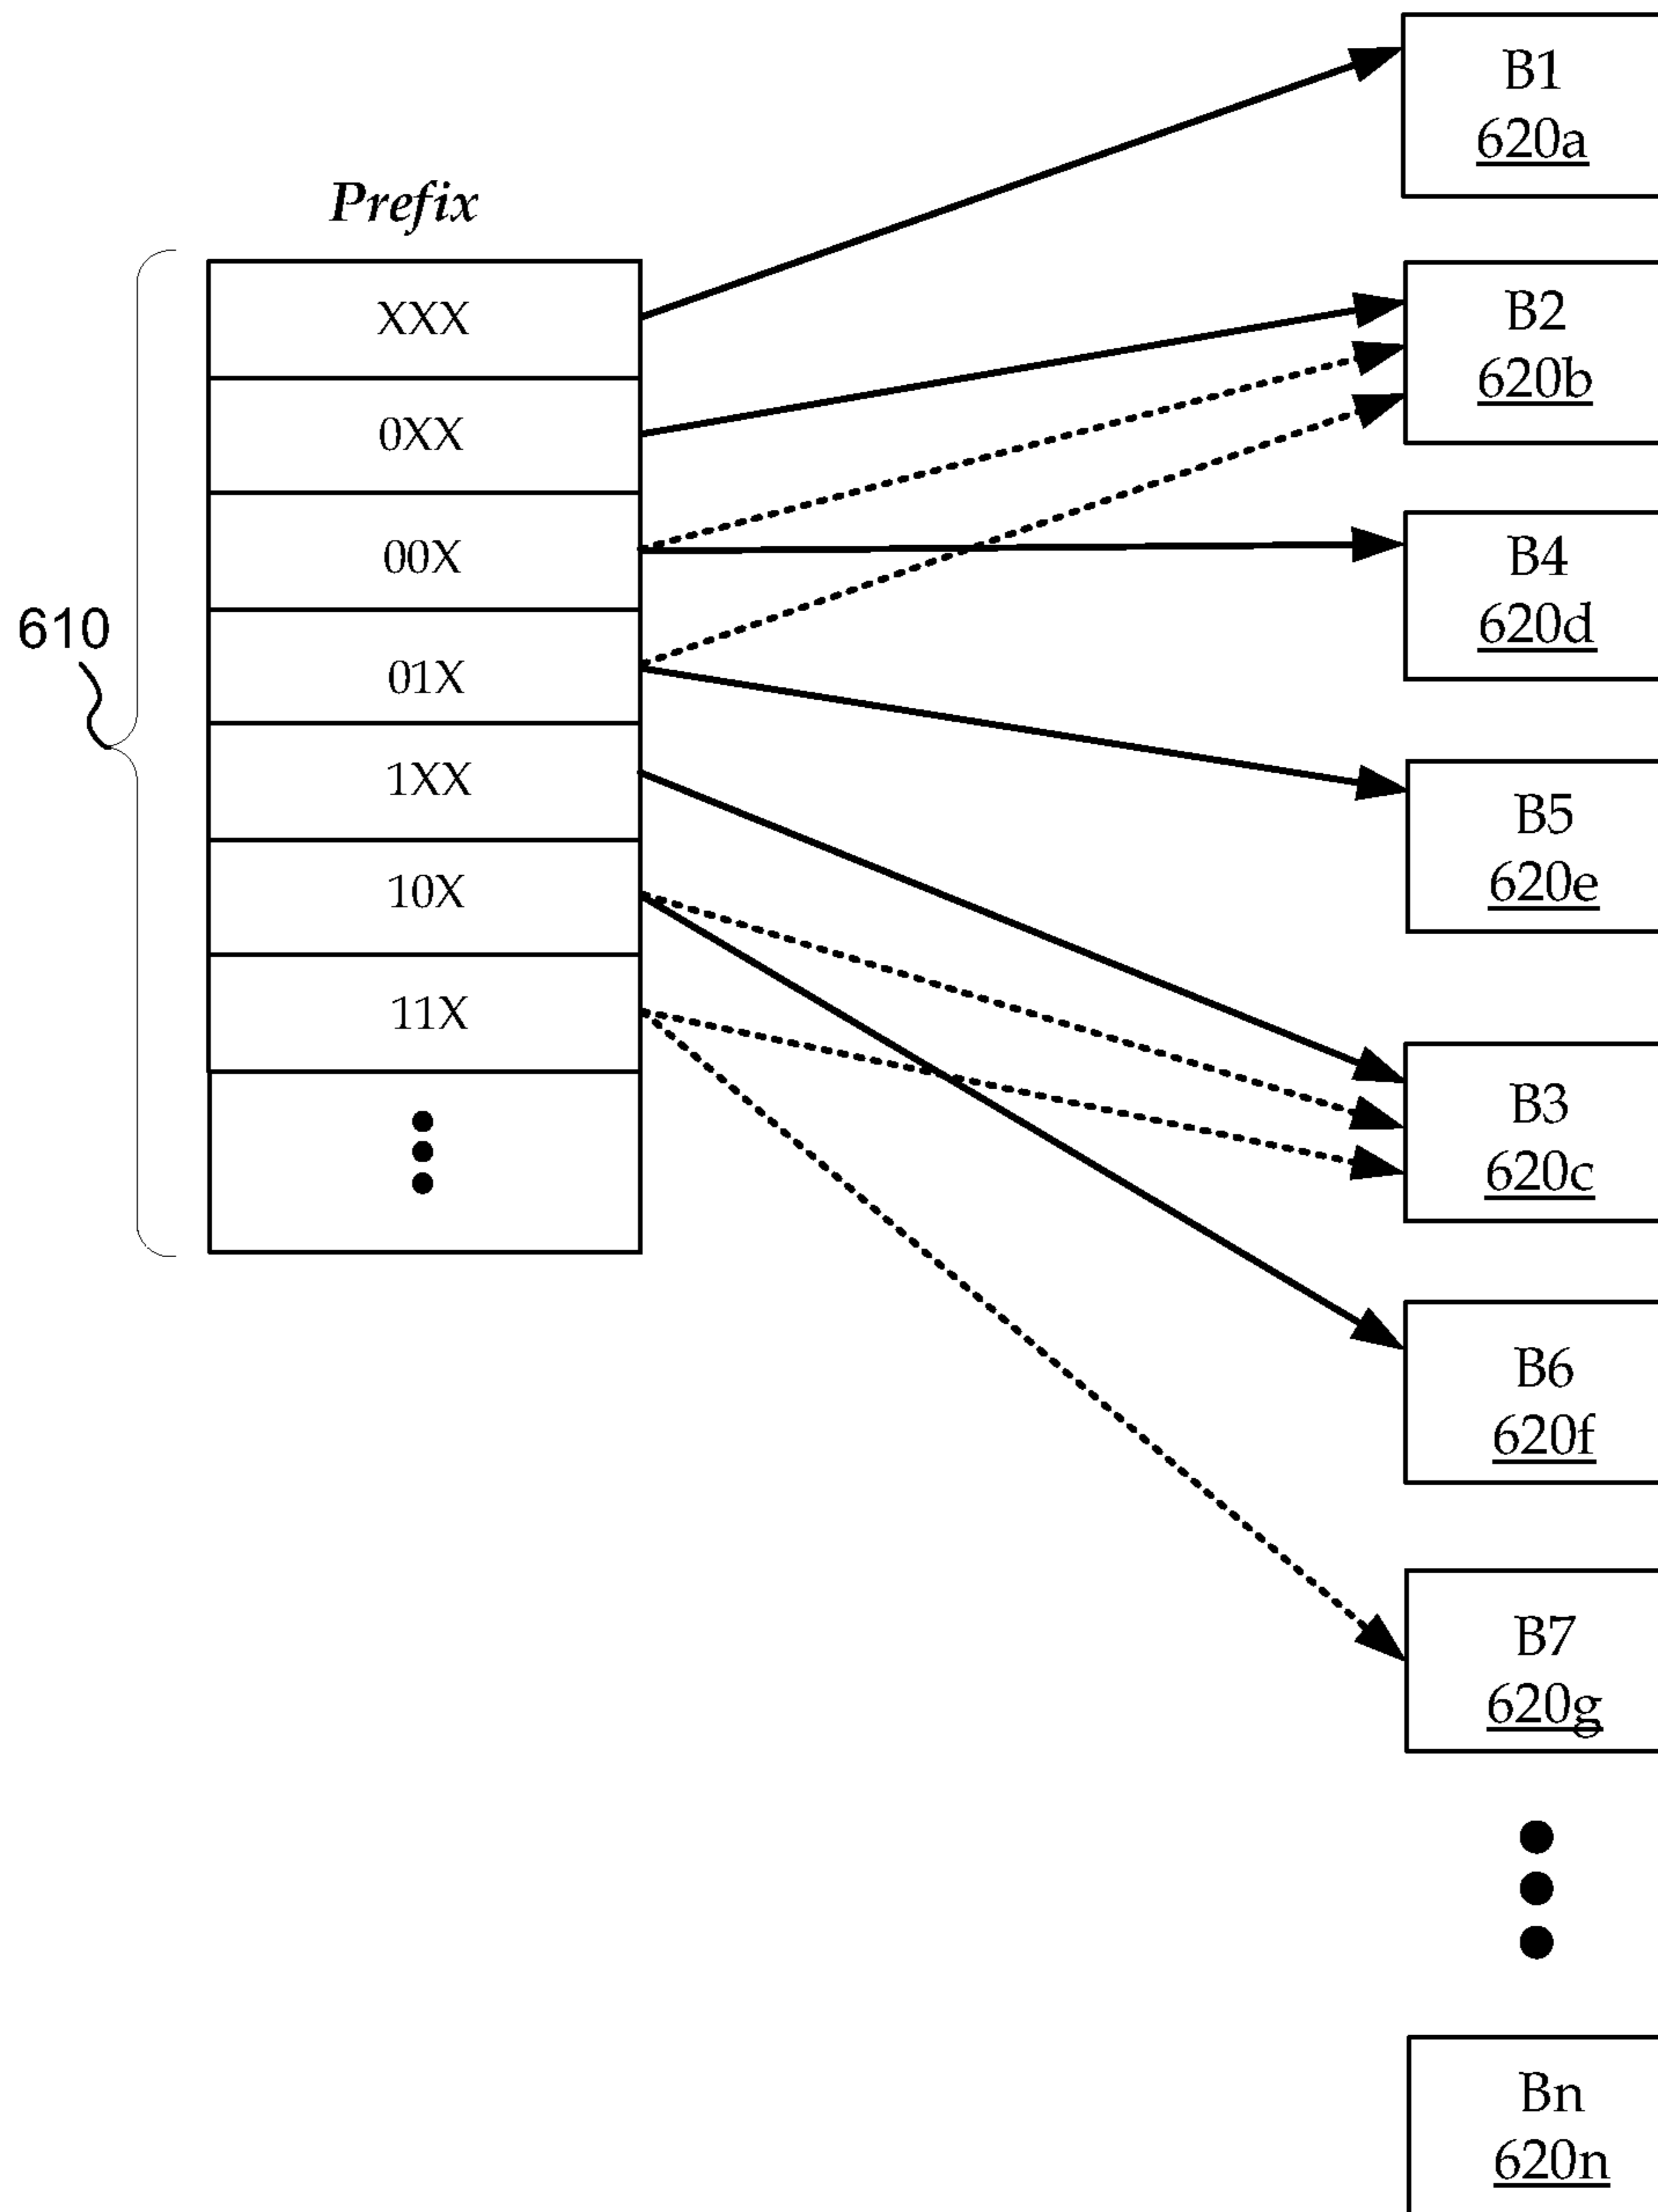 Prefix
XXX
0XX
00X
01X
1XX
10X
11X
610
B1
620a
B2
620b
B4
620d
B5
620e
B3
620c
B6
620f
B7
620g
Bn
620n